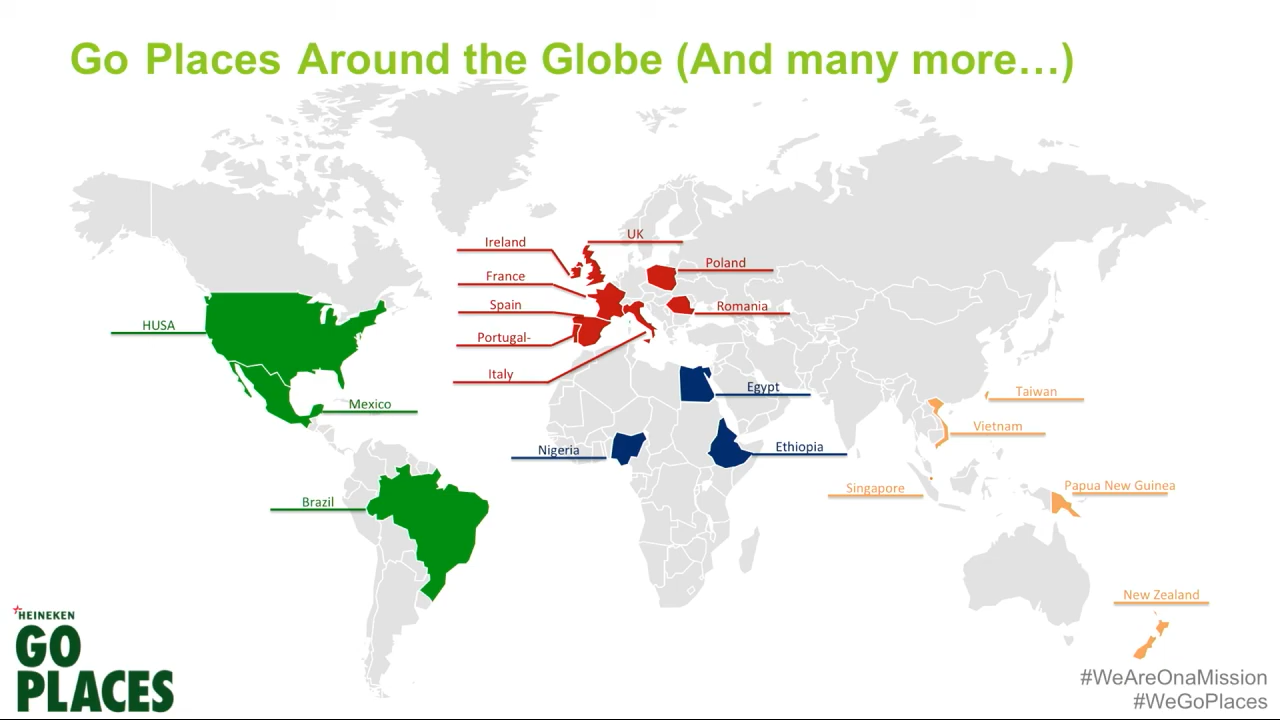 Go Places Around the Globe (And many more…)
Ireland
UK
France
Poland
Spain
Romania
Portugal-
Italy
HUSA
Mexico
Egypt
Taiwan
Vietnam
Nigeria
Ethiopia
Singapore
Papua New Guinea
Brazil
New Zealand
HEINEKEN
GO
PLACES
#WeAreOnaMission
#WeGoPlaces